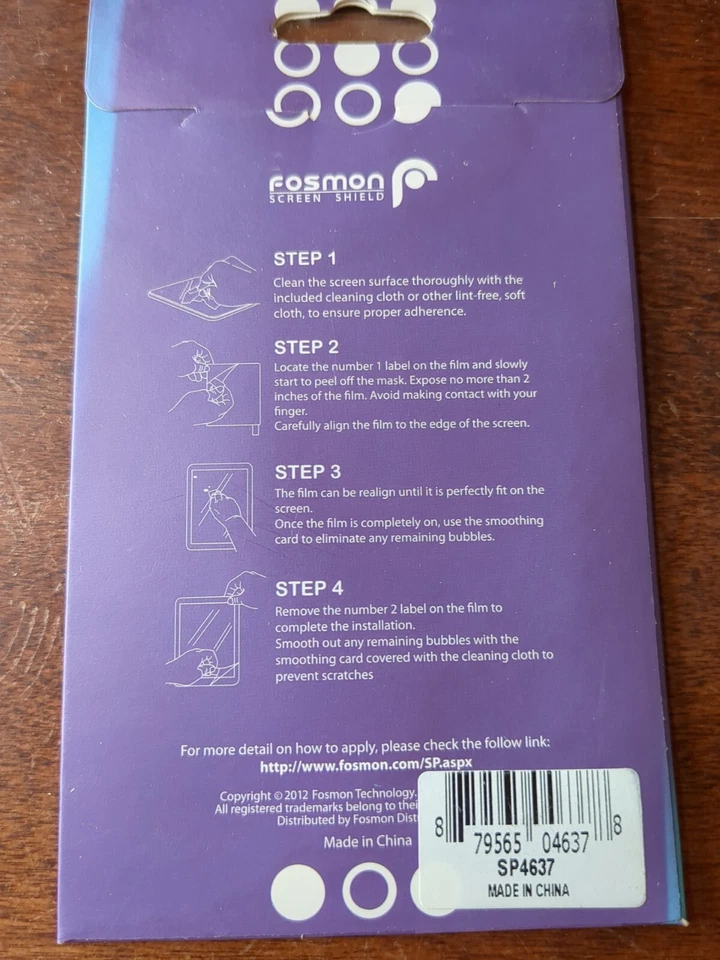 Fosmon
SCREEN SHIELD
STEP 1
Clean the screen surface thoroughly with the
included cleaning cloth or other lint-free, soft
cloth, to ensure proper adherence.
STEP 2
Locate the number 1 label on the film and slowly
start to peel off the mask. Expose no more than 2
inches of the film. Avoid making contact with your
finger.
Carefully align the film to the edge of the screen.
STEP 3
The film can be realign until it is perfectly fit on the
screen.
Once the film is completely on, use the smoothing
card to eliminate any remaining bubbles.
STEP 4
Remove the number 2 label on the film to
complete the installation.
Smooth out any remaining bubbles with the
smoothing card covered with the cleaning cloth to
prevent scratches
For more detail on how to apply, please check the follow link:
http://www.fosmon.com/SP.aspx
Copyright © 2012 Fosmon Technology.
All registered trademarks belong to their
Distributed by Fosmon
Made in China
8 79565 04637 8
SP4637
MADE IN CHINA